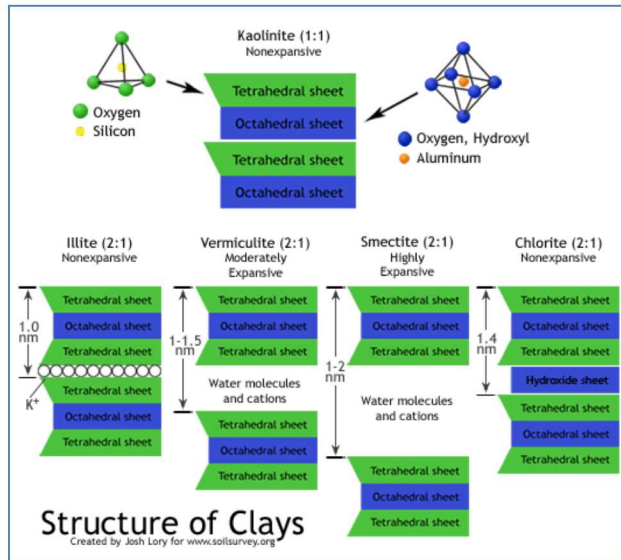 Kaolinite (1:1)
Nonexpansive
Tetrahedral sheet
Octahedral sheet
Tetrahedral sheet
Octahedral sheet
Oxygen
Silicon
Oxygen, Hydroxyl
Aluminum
Illite (2:1)
Nonexpansive
1.0
nm
Tetrahedral sheet
Octahedral sheet
Tetrahedral sheet
K+
Tetrahedral sheet
Octahedral sheet
Tetrahedral sheet
Vermiculite (2:1)
Moderately
Expansive
1-1.5
nm
Tetrahedral sheet
Octahedral sheet
Tetrahedral sheet
Water molecules
and cations
Tetrahedral sheet
Octahedral sheet
Tetrahedral sheet
Smectite (2:1)
Highly
Expansive
1-2
nm
Tetrahedral sheet
Octahedral sheet
Tetrahedral sheet
Water molecules
and cations
Tetrahedral sheet
Octahedral sheet
Tetrahedral sheet
Chlorite (2:1)
Nonexpansive
1.4
nm
Tetrahedral sheet
Octahedral sheet
Tetrahedral sheet
Hydroxide sheet
Tetrahedral sheet
Octahedral sheet
Tetrahedral sheet
Structure of Clays
Created by Josh Lory for www.soilsurvey.org